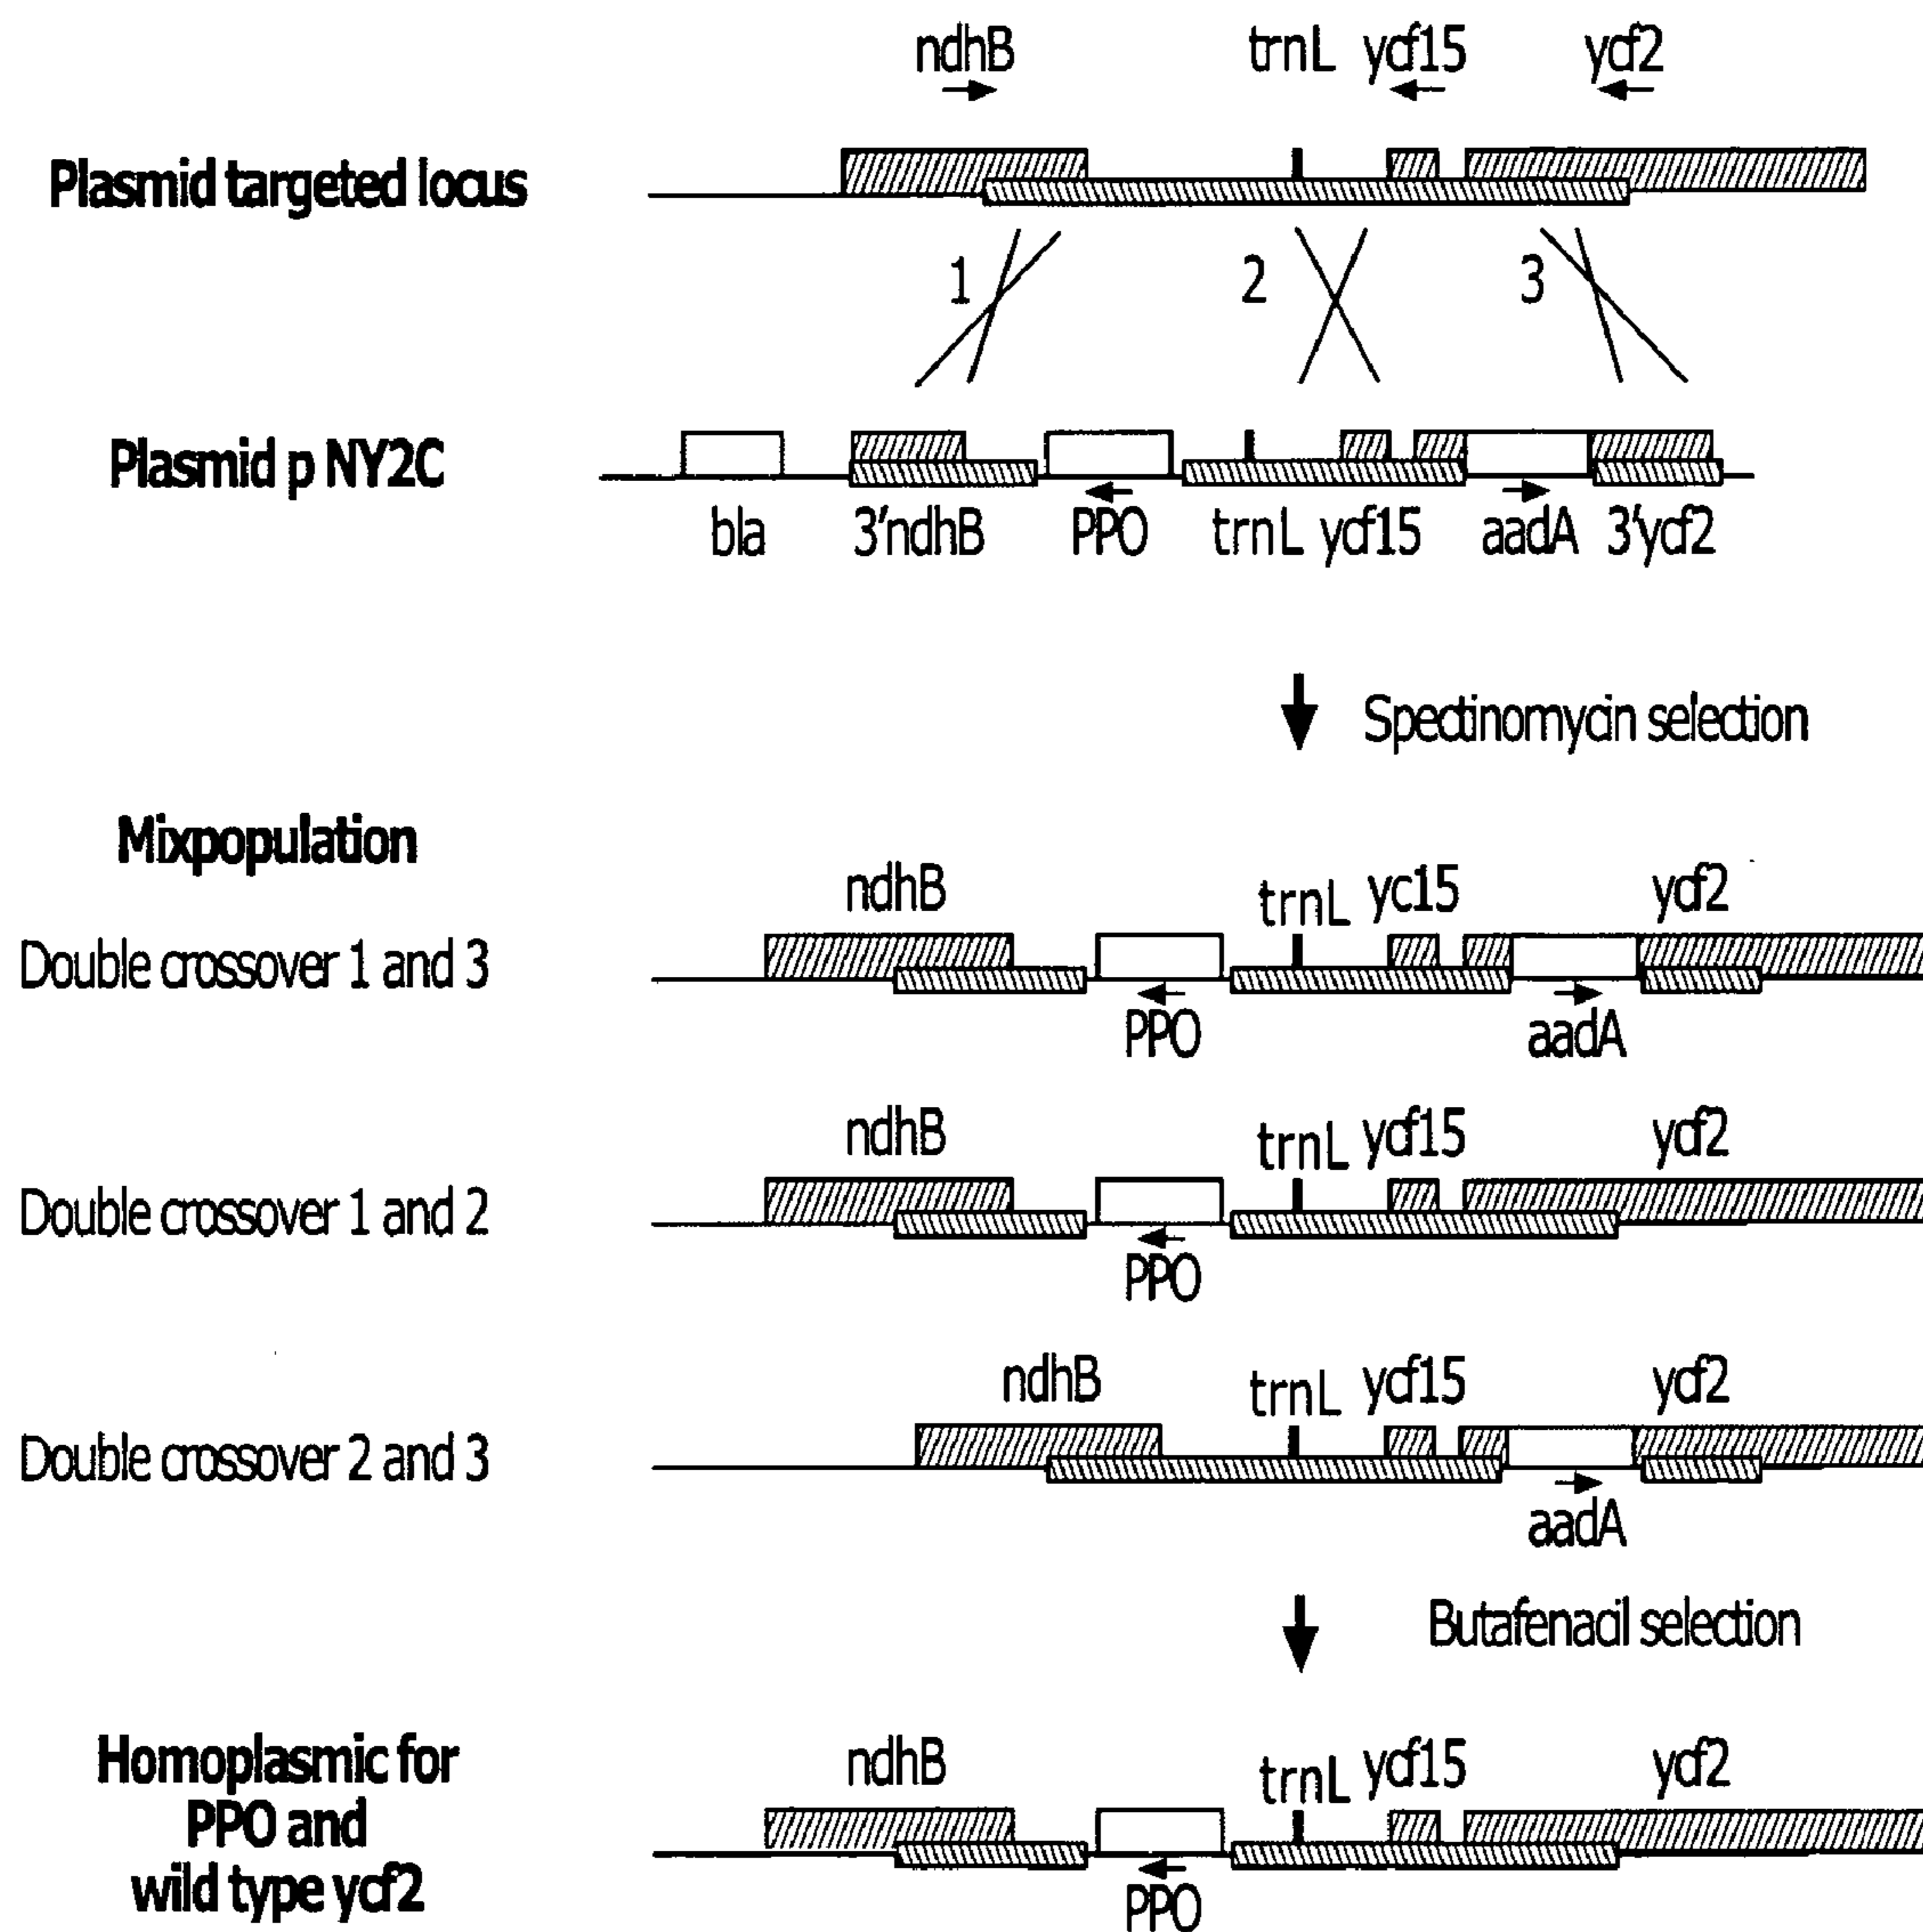 ndhB trnL ycf15 ycf2
Plasmid targeted locus
1 2 3
Plasmid p NY2C
bla 3'ndhB PPO trnL ycf15 aadA 3'ycf2
Spectinomycin selection
Mixpopulation
ndhB trnL yc15 ycf2
Double crossover 1 and 3
PPO aadA
ndhB trnL ycf15 ycf2
Double crossover 1 and 2
PPO
ndhB trnL ycf15 ycf2
Double crossover 2 and 3
aadA
Butafenacil selection
Homoplasmic for
PPO and
wild type ycf2
ndhB trnL ycf15 ycf2
PPO